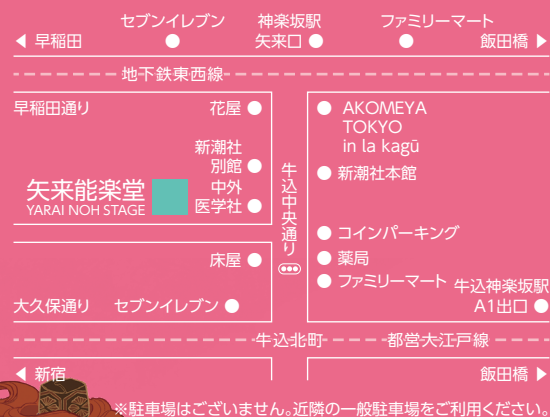 セブンイレブン
神楽坂駅
矢来口
ファミリーマート
◀ 早稲田
飯田橋 ▶
地下鉄東西線
早稲田通り
花屋
新潮社
別館
中外
医学社
矢来能楽堂
YARAI NOH STAGE
牛込中央通り
AKOMEYA
TOKYO
in la kagū
新潮社本館
コインパーキング
薬局
ファミリーマート
牛込神楽坂駅
A1出口
床屋
大久保通り
セブンイレブン
牛込北町
都営大江戸線
◀ 新宿
飯田橋 ▶
※駐車場はございません。近隣の一般駐車場をご利用ください。